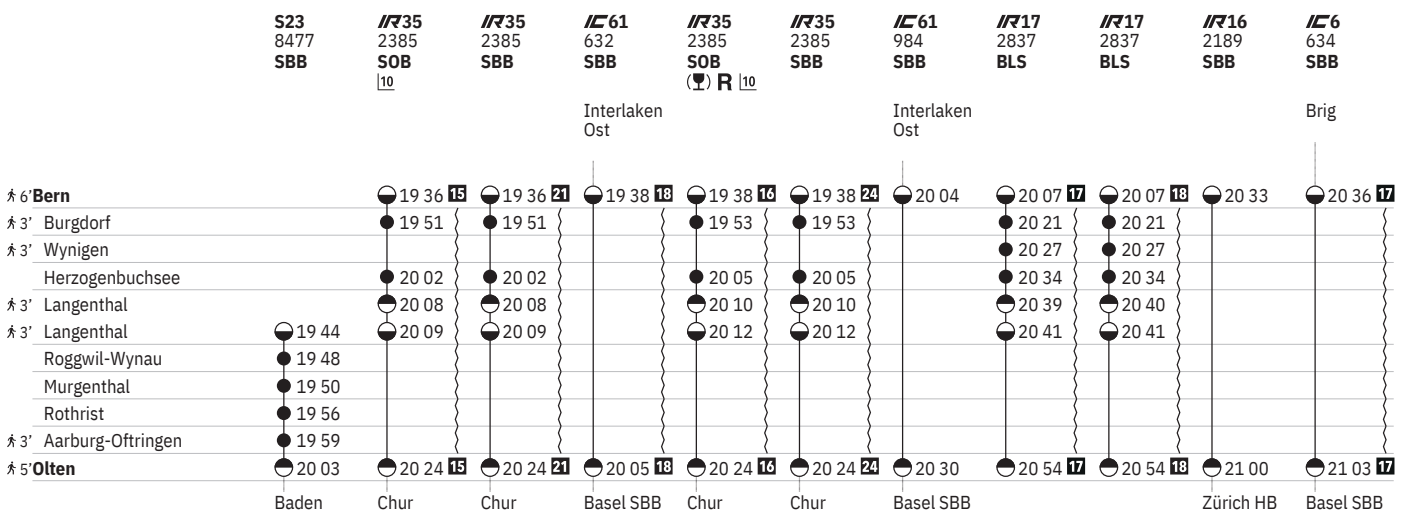 S23 IR35 IR35 IC61 IR35 IR35 IC61 IR17 IR17 IR16 IC6
8477 2385 2385 632 2385 2385 984 2837 2837 2189 634
SBB SOB SBB SBB SOB SBB SBB BLS BLS SBB SBB
10 R 10
Interlaken Interlaken Brig
Ost Ost
6' Bern 19 36 15 19 36 21 19 38 18 19 38 16 19 38 24 20 04 20 07 17 20 07 18 20 33 20 36 17
3' Burgdorf 19 51 19 51 19 53 19 53 20 21 20 21
3' Wynigen 20 27 20 27
Herzogenbuchsee 20 02 20 02 20 05 20 05 20 34 20 34
3' Langenthal 20 08 20 08 20 10 20 10 20 39 20 40
3' Langenthal 19 44 20 09 20 09 20 12 20 12 20 41 20 41
Roggwil-Wynau 19 48
Murgenthal 19 50
Rothrist 19 56
3' Aarburg-Oftringen 19 59
5' Olten 20 03 20 24 15 20 24 21 20 05 18 20 24 16 20 24 24 20 30 20 54 17 20 54 18 21 00 21 03 17
Baden Chur Chur Basel SBB Chur Chur Basel SBB Zürich HB Basel SBB